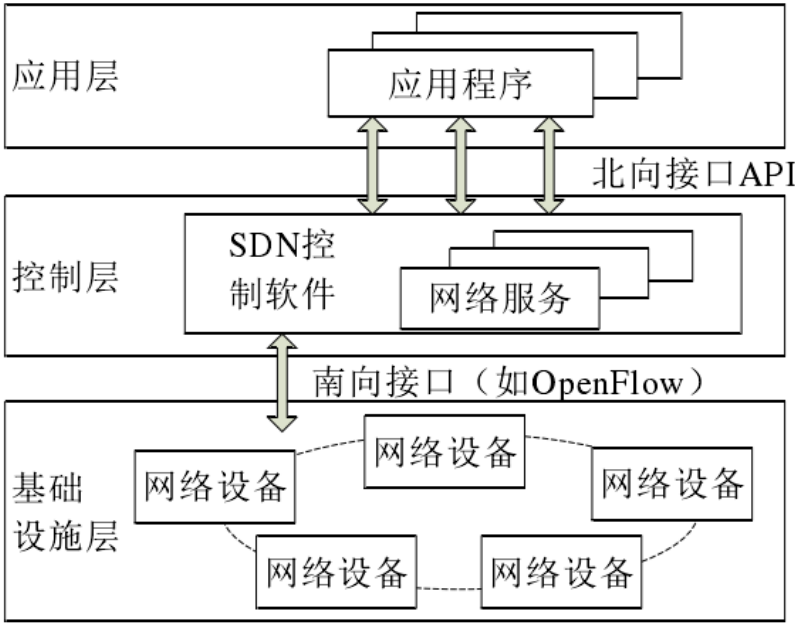 应用层
应用程序
北向接口API
控制层
SDN控
制软件
网络服务
南向接口（如OpenFlow）
基础
设施层
网络设备
网络设备
网络设备
网络设备
网络设备